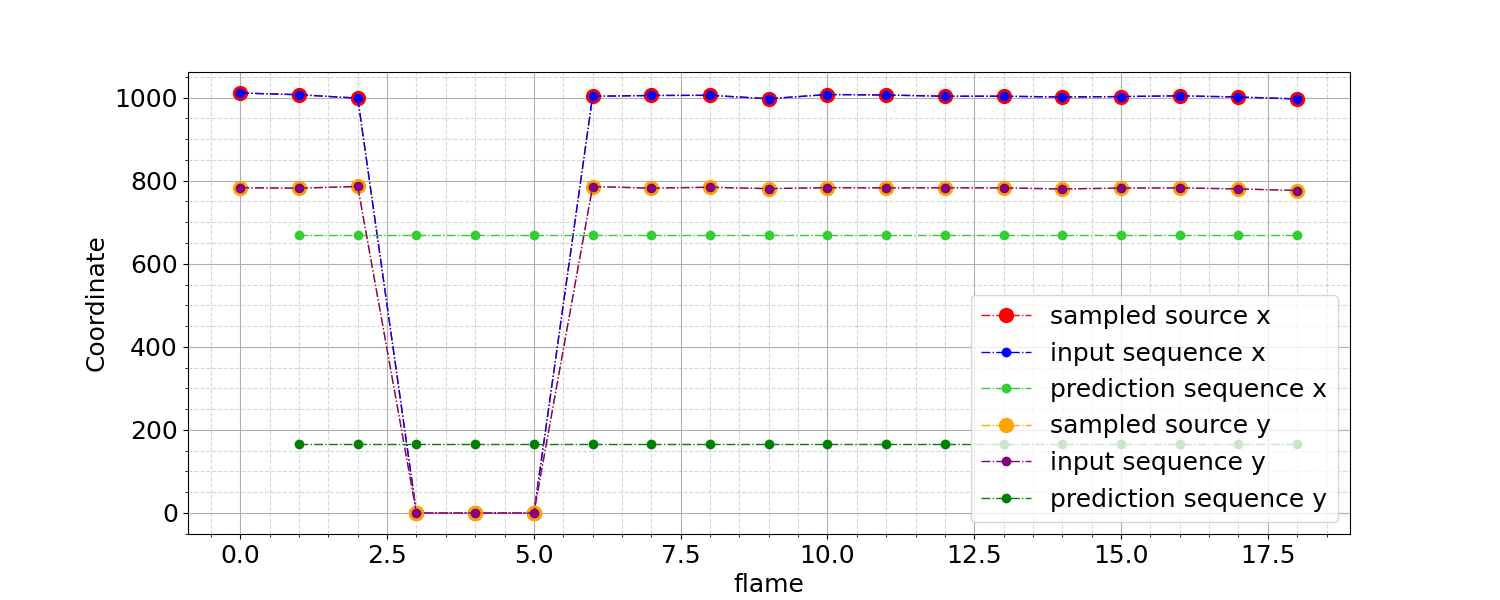 Coordinate
1000
800
600
400
200
0
sampled source x
input sequence x
prediction sequence x
sampled source y
input sequence y
prediction sequence y
0.0 2.5 5.0 7.5 10.0 12.5 15.0 17.5
flame